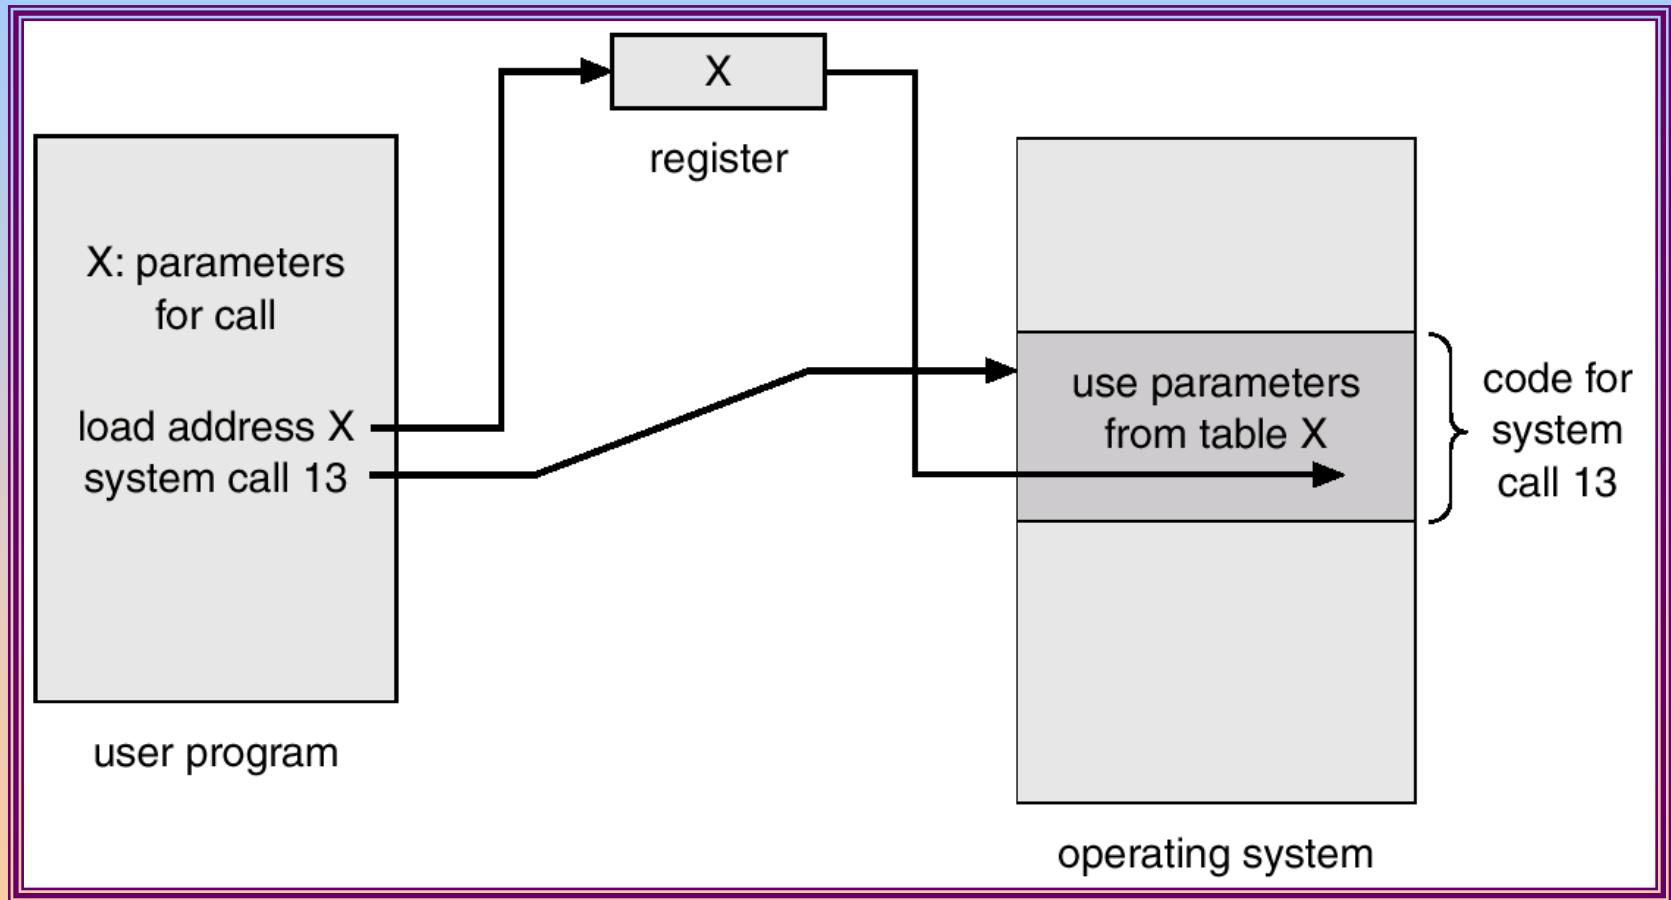 X
register
X: parameters
for call
load address X
system call 13
user program
use parameters
from table X
code for
system
call 13
operating system